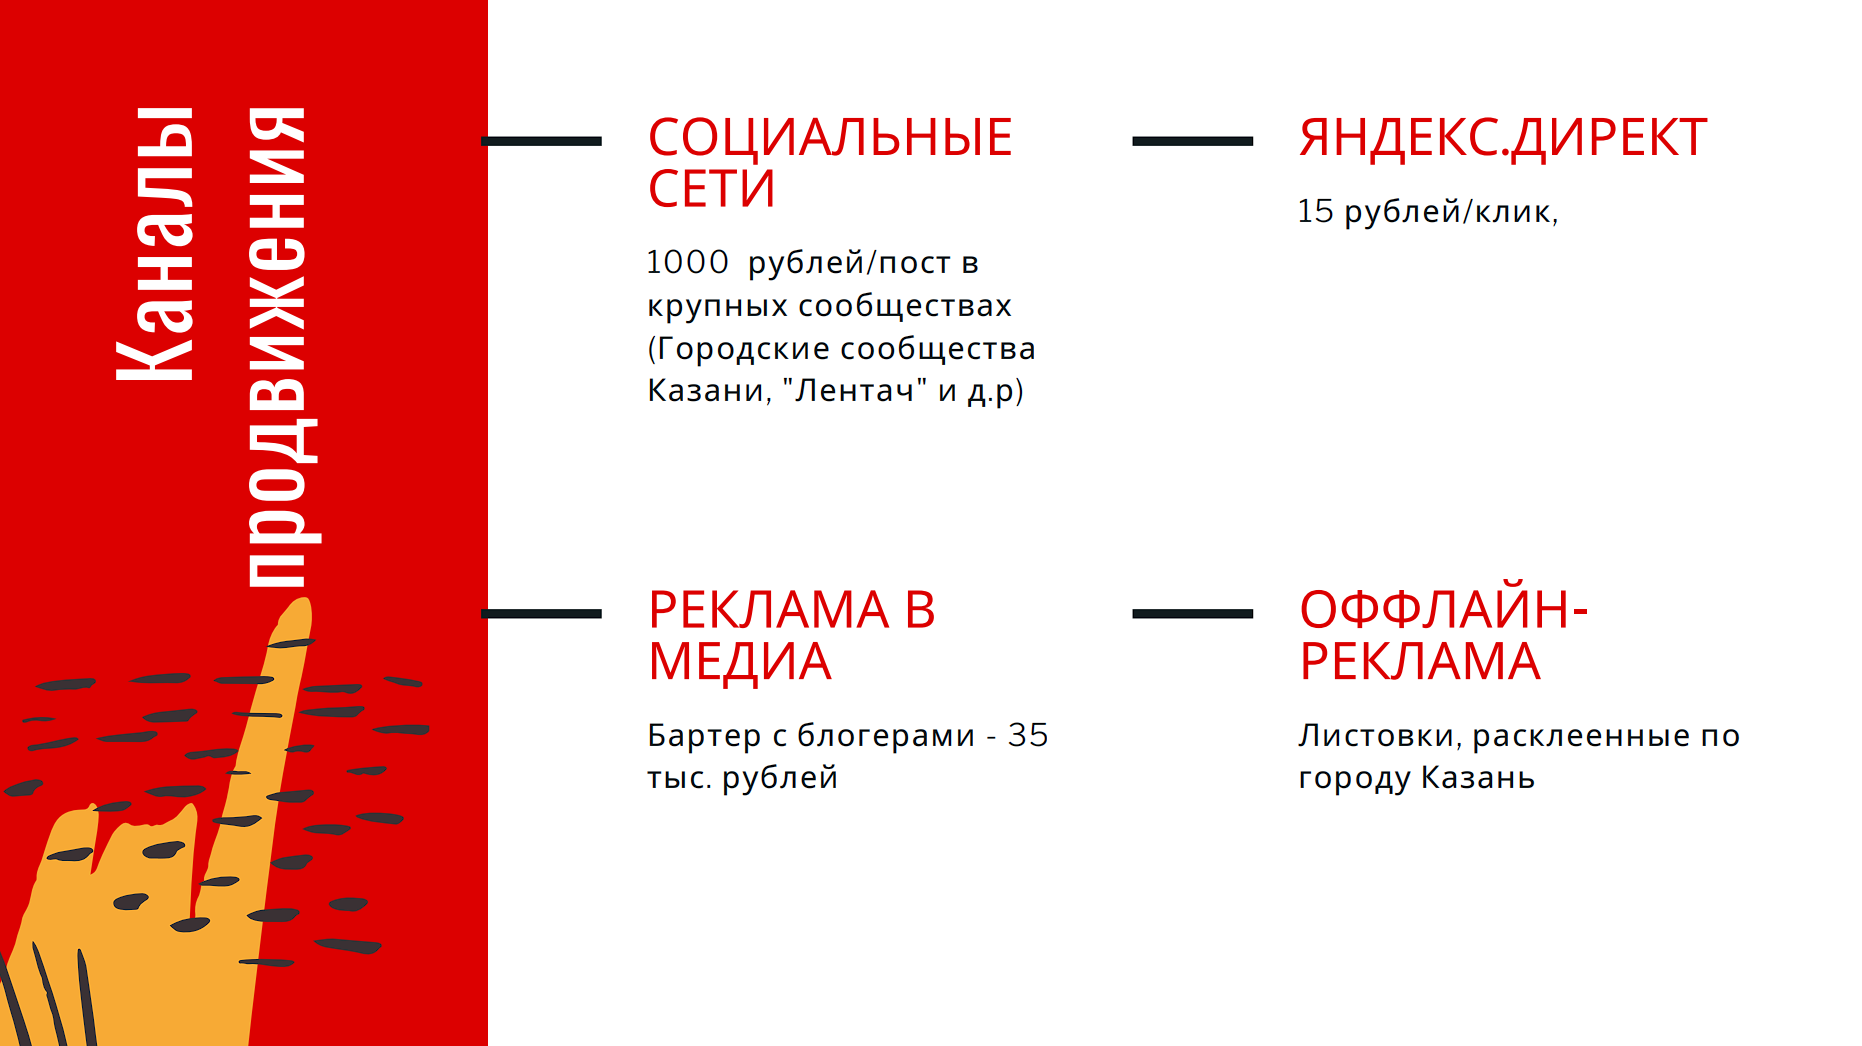 Каналы
продвижения
СОЦИАЛЬНЫЕ
СЕТИ
1000  рублей/пост в
крупных сообществах
(Городские сообщества
Казани, "Лентач" и д.р)
ЯНДЕКС.ДИРЕКТ
15 рублей/клик,
РЕКЛАМА В
МЕДИА
Бартер с блогерами - 35
тыс. рублей
ОФФЛАЙН-
РЕКЛАМА
Листовки, расклеенные по
городу Казань